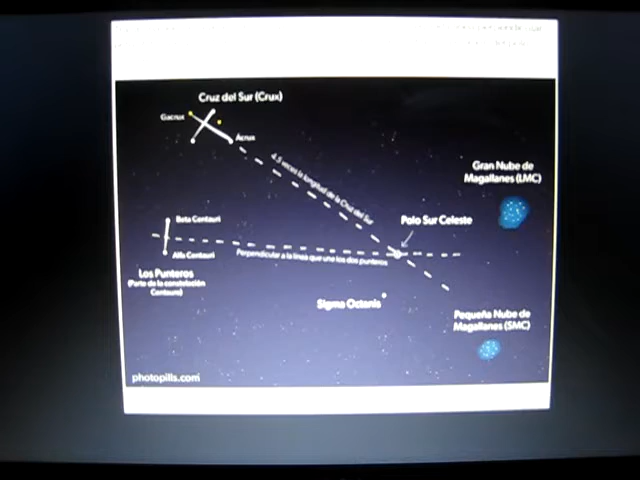 Cruz del Sur (Crux)
Gacrux
Acrux
4.5 veces la longitud de la Cruz del Sur
Gran Nube de
Magallanes (LMC)
Beta Centauri
Polo Sur Celeste
Alfa Centauri
Perpendicular a la línea que une los dos punteros
Los Punteros
(Parte de la constelación
Centauro)
Sigma Octanis
Pequeña Nube de
Magallanes (SMC)
photopills.com